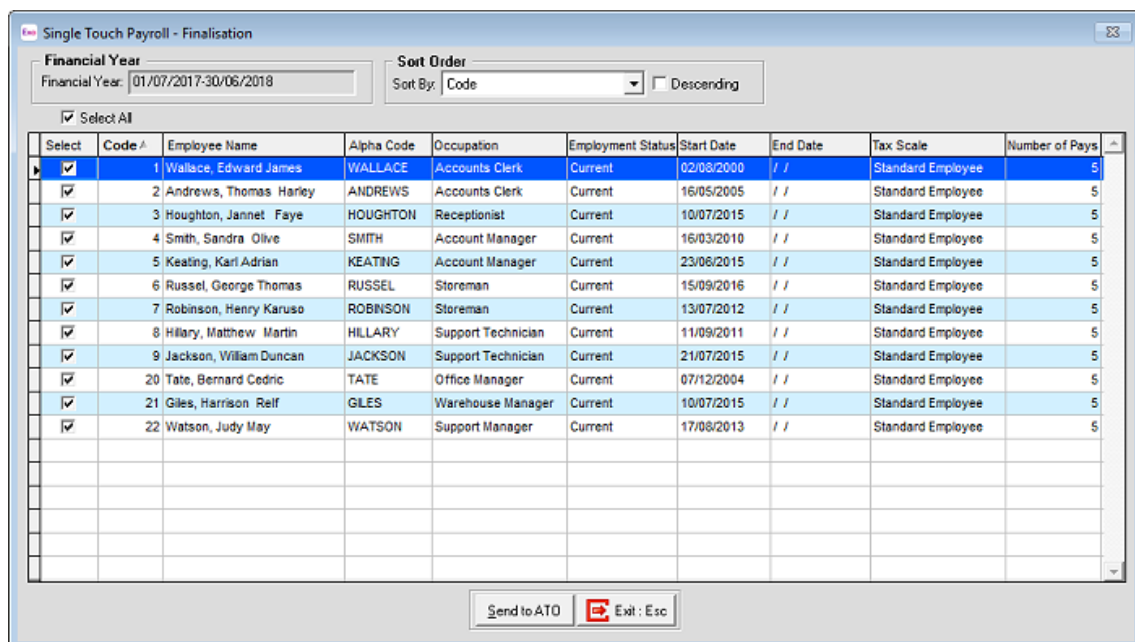 Exo Single Touch Payroll - Finalisation
Financial Year
Sort Order
Financial Year: 01/07/2017-30/06/2018
Sort By: Code
Descending
Select All
Select Code Employee Name Alpha Code Occupation Employment Status Start Date End Date Tax Scale Number of Pays
1 Wallace, Edward James WALLACE Accounts Clerk Current 02/08/2000 / / Standard Employee 5
2 Andrews, Thomas Harley ANDREWS Accounts Clerk Current 16/05/2005 / / Standard Employee 5
3 Houghton, Jannet Faye HOUGHTON Receptionist Current 10/07/2015 / / Standard Employee 5
4 Smith, Sandra Olive SMITH Account Manager Current 16/03/2010 / / Standard Employee 5
5 Keating, Karl Adrian KEATING Account Manager Current 23/06/2015 / / Standard Employee 5
6 Russel, George Thomas RUSSEL Storeman Current 15/09/2016 / / Standard Employee 5
7 Robinson, Henry Karuso ROBINSON Storeman Current 13/07/2012 / / Standard Employee 5
8 Hillary, Matthew Martin HILLARY Support Technician Current 11/09/2011 / / Standard Employee 5
9 Jackson, William Duncan JACKSON Support Technician Current 21/07/2015 / / Standard Employee 5
20 Tate, Bernard Cedric TATE Office Manager Current 07/12/2004 / / Standard Employee 5
21 Giles, Harrison Relf GILES Warehouse Manager Current 10/07/2015 / / Standard Employee 5
22 Watson, Judy May WATSON Support Manager Current 17/08/2013 / / Standard Employee 5
Send to ATO
Exit : Esc